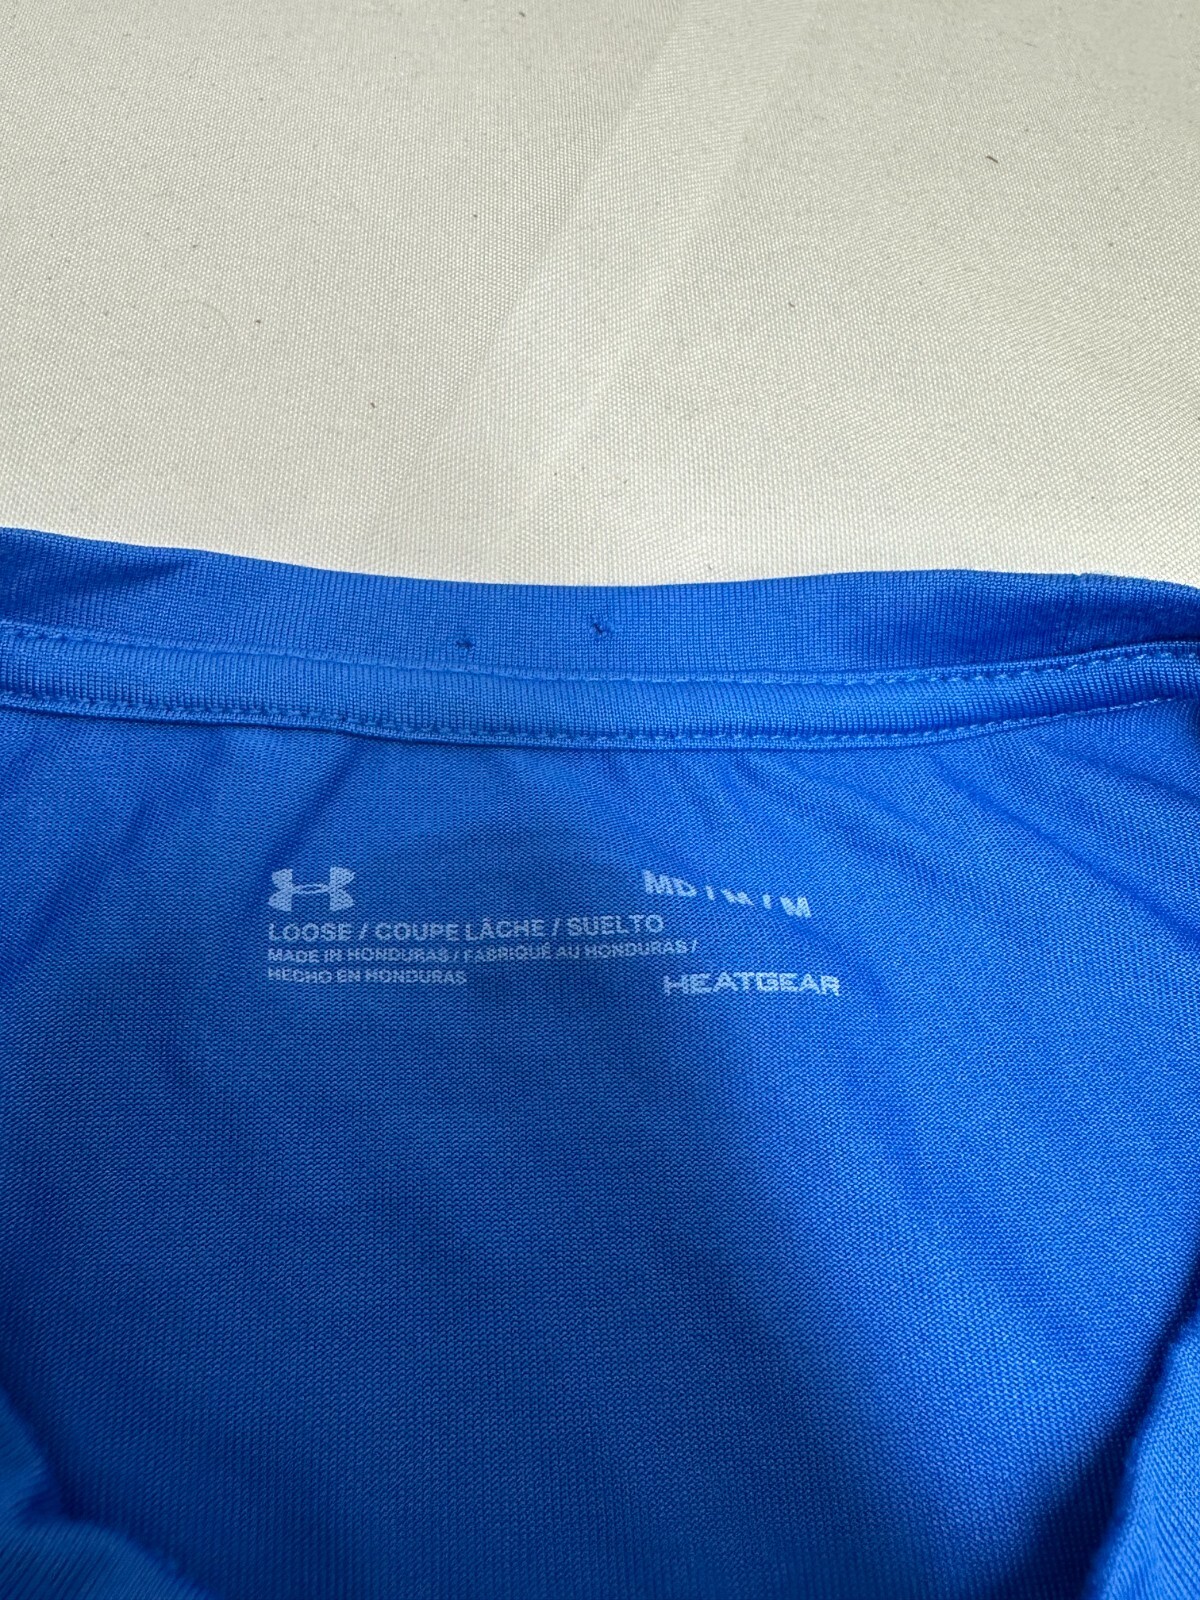 MD / M / M
LOOSE / COUPE LÂCHE / SUELTO
MADE IN HONDURAS / FABRIQUÉ AU HONDURAS /
HECHO EN HONDURAS
HEATGEAR